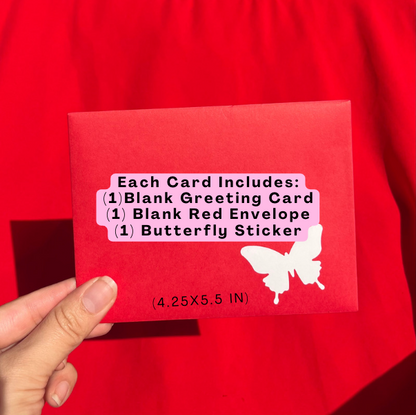 Each Card Includes:
(1)Blank Greeting Card
(1) Blank Red Envelope
(1) Butterfly Sticker
(4.25X5.5 IN)